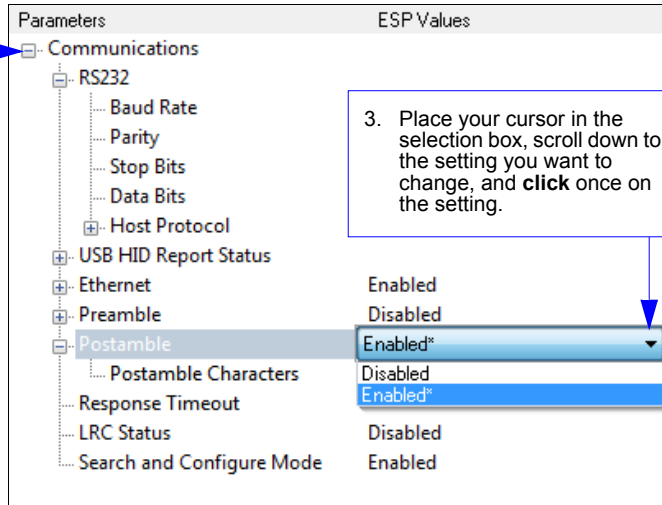 Parameters ESP Values
Communications
RS232
Baud Rate
Parity
Stop Bits
Data Bits
Host Protocol
3. Place your cursor in the
selection box, scroll down to
the setting you want to
change, and click once on
the setting.
USB HID Report Status
Ethernet Enabled
Preamble Disabled
Postamble Enabled*
Postamble Characters Disabled
Enabled*
Response Timeout
LRC Status Disabled
Search and Configure Mode Enabled